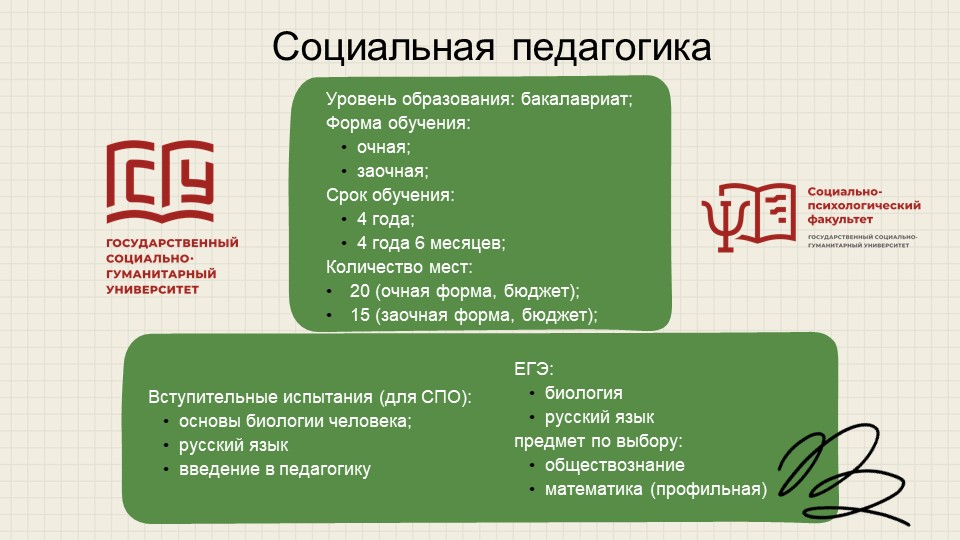 Социальная педагогика
Уровень образования: бакалавриат;
Форма обучения:
• очная;
• заочная;
Срок обучения:
• 4 года;
• 4 года 6 месяцев;
Количество мест:
• 20 (очная форма, бюджет);
• 15 (заочная форма, бюджет);
ГСУ
ГОСУДАРСТВЕННЫЙ
СОЦИАЛЬНО-
ГУМАНИТАРНЫЙ
УНИВЕРСИТЕТ
Социально-
психологический
факультет
ГОСУДАРСТВЕННЫЙ СОЦИАЛЬНО-
ГУМАНИТАРНЫЙ УНИВЕРСИТЕТ
Вступительные испытания (для СПО):
• основы биологии человека;
• русский язык
• введение в педагогику
ЕГЭ:
• биология
• русский язык
предмет по выбору:
• обществознание
• математика (профильная)